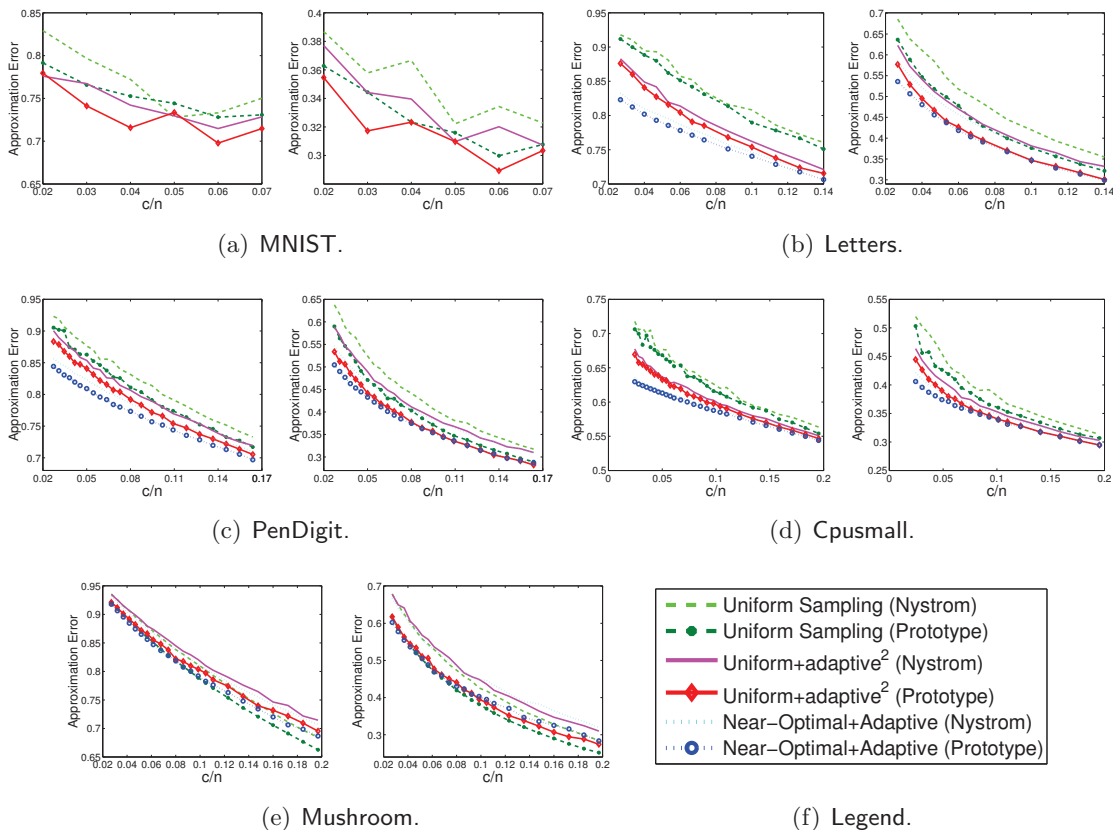 0.85
0.8
0.75
0.7
0.65
0.02 0.03 0.04 0.05 0.06 0.07
c/n
Approximation Error
0.4
0.38
0.36
0.34
0.32
0.3
0.02 0.03 0.04 0.05 0.06 0.07
c/n
Approximation Error
(a) MNIST.
0.95
0.9
0.85
0.8
0.75
0.7
0.02 0.04 0.06 0.08 0.1 0.12 0.14
c/n
Approximation Error
0.7
0.65
0.6
0.55
0.5
0.45
0.4
0.35
0.3
0.02 0.04 0.06 0.08 0.1 0.12 0.14
c/n
Approximation Error
(b) Letters.
0.95
0.9
0.85
0.8
0.75
0.7
0.02 0.05 0.08 0.11 0.14 0.17
c/n
Approximation Error
0.65
0.6
0.55
0.5
0.45
0.4
0.35
0.3
0.02 0.05 0.08 0.11 0.14 0.17
c/n
Approximation Error
(c) PenDigit.
0.75
0.7
0.65
0.6
0.55
0.5
0 0.05 0.1 0.15 0.2
c/n
Approximation Error
0.55
0.5
0.45
0.4
0.35
0.3
0.25
0 0.05 0.1 0.15 0.2
c/n
Approximation Error
(d) Cpusmall.
0.95
0.9
0.85
0.8
0.75
0.7
0.65
0.02 0.04 0.06 0.08 0.1 0.12 0.14 0.16 0.18 0.2
c/n
Approximation Error
0.7
0.6
0.5
0.4
0.3
0.02 0.04 0.06 0.08 0.1 0.12 0.14 0.16 0.18 0.2
c/n
Approximation Error
(e) Mushroom.
Uniform Sampling (Nystrom)
Uniform Sampling (Prototype)
Uniform+adaptive² (Nystrom)
Uniform+adaptive² (Prototype)
Near−Optimal+Adaptive (Nystrom)
Near−Optimal+Adaptive (Prototype)
(f) Legend.